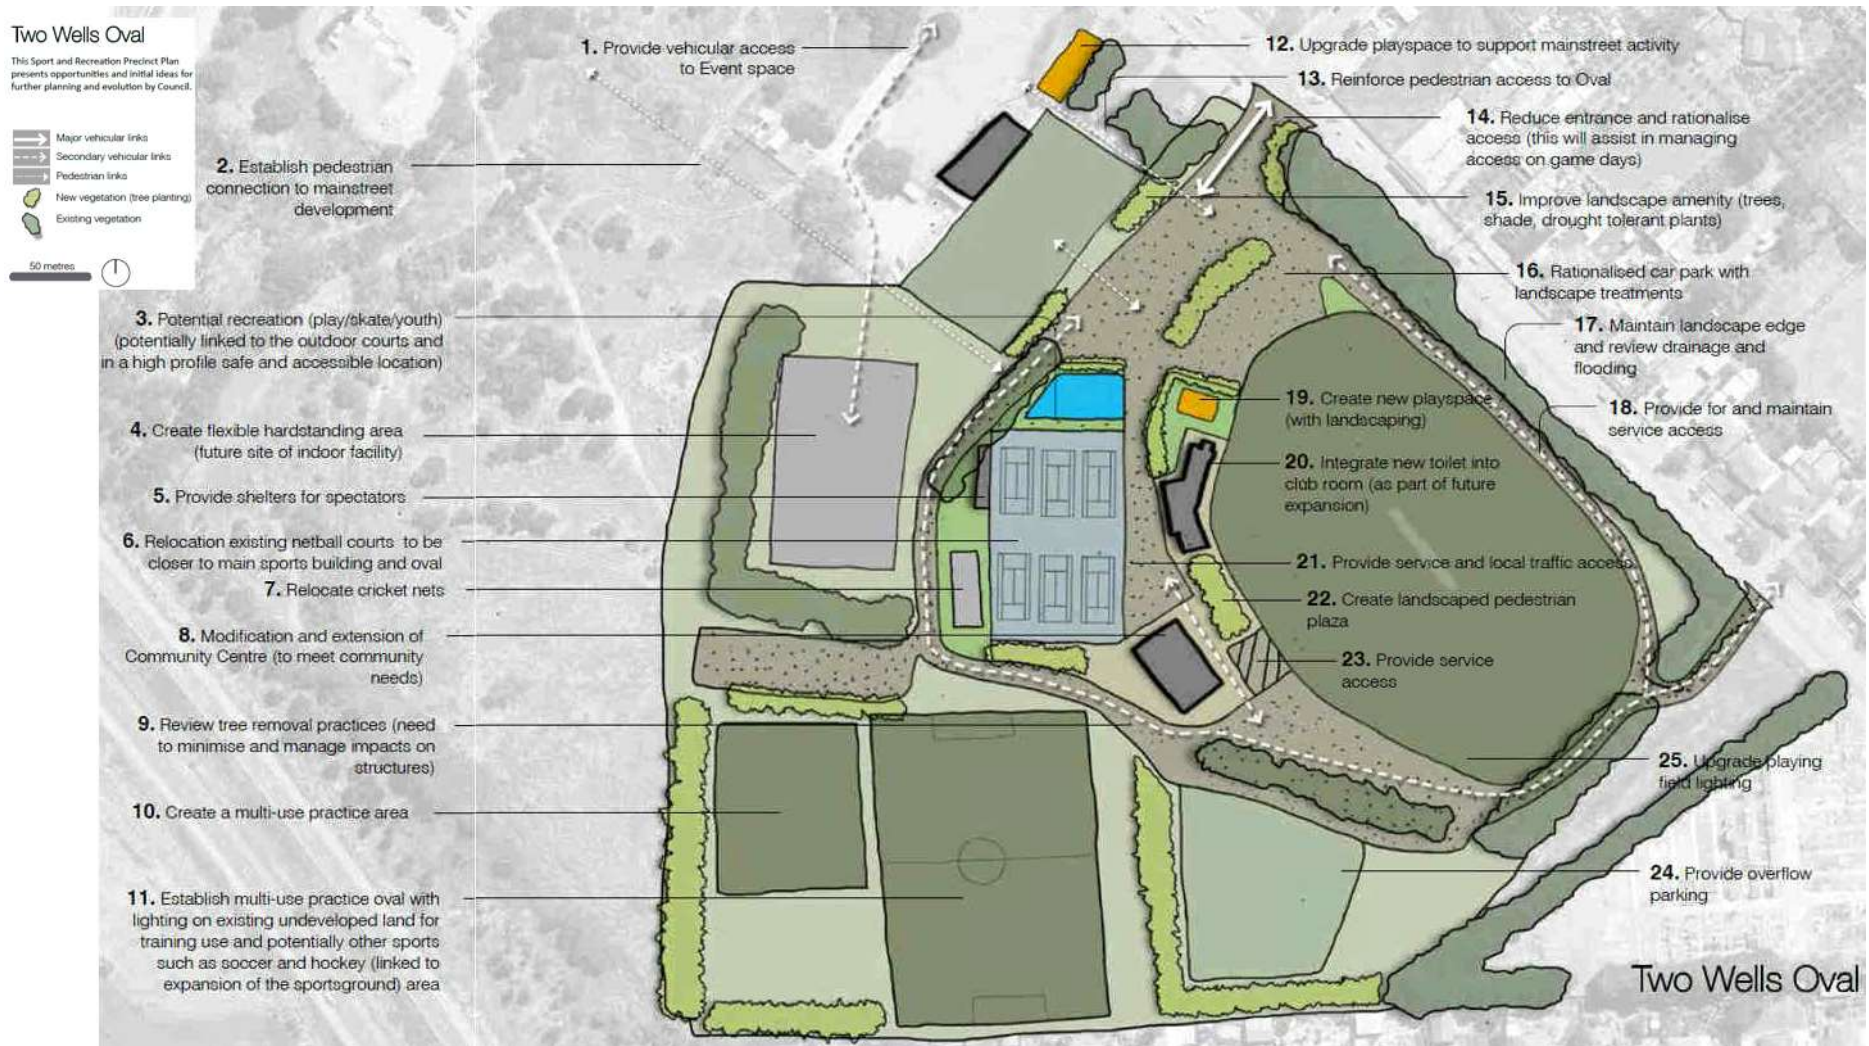 Two Wells Oval
This Sport and Recreation Precinct Plan
presents opportunities and initial ideas for
further planning and evolution by Council.
Major vehicular links
Secondary vehicular links
Pedestrian links
New vegetation (tree planting)
Existing vegetation
50 metres
1. Provide vehicular access
to Event space
2. Establish pedestrian
connection to mainstreet
development
3. Potential recreation (play/skate/youth)
(potentially linked to the outdoor courts and
in a high profile safe and accessible location)
4. Create flexible hardstanding area
(future site of indoor facility)
5. Provide shelters for spectators
6. Relocation existing netball courts to be
closer to main sports building and oval
7. Relocate cricket nets
8. Modification and extension of
Community Centre (to meet community
needs)
9. Review tree removal practices (need
to minimise and manage impacts on
structures)
10. Create a multi-use practice area
11. Establish multi-use practice oval with
lighting on existing undeveloped land for
training use and potentially other sports
such as soccer and hockey (linked to
expansion of the sportsground) area
12. Upgrade playspace to support mainstreet activity
13. Reinforce pedestrian access to Oval
14. Reduce entrance and rationalise
access (this will assist in managing
access on game days)
15. Improve landscape amenity (trees,
shade, drought tolerant plants)
16. Rationalised car park with
landscape treatments
17. Maintain landscape edge
and review drainage and
flooding
18. Provide for and maintain
service access
19. Create new playspace
(with landscaping)
20. Integrate new toilet into
club room (as part of future
expansion)
21. Provide service and local traffic access
22. Create landscaped pedestrian
plaza
23. Provide service
access
25. Upgrade playing
field lighting
24. Provide overflow
parking
Two Wells Oval